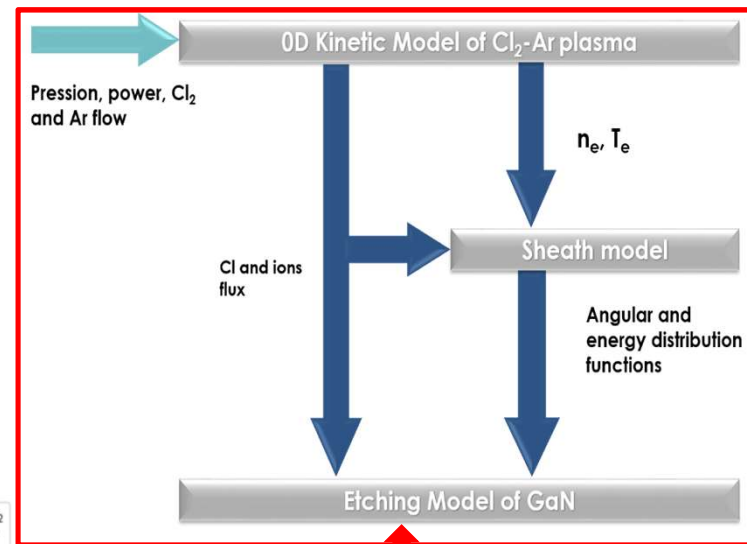 0D Kinetic Model of Cl₂-Ar plasma
Pression, power, Cl₂
and Ar flow
nₑ, Tₑ
Sheath model
Cl and ions
flux
Angular and
energy distribution
functions
Etching Model of GaN
2